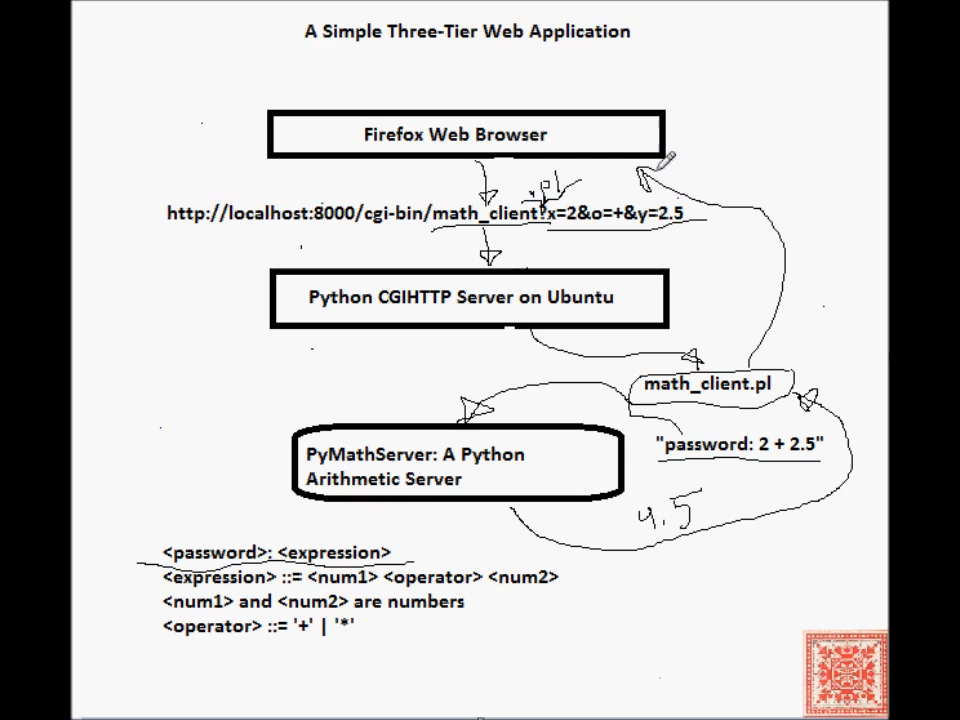 A Simple Three-Tier Web Application
Firefox Web Browser
pl
http://localhost:8000/cgi-bin/math_client?x=2&o=+&y=2.5
Python CGIHTTP Server on Ubuntu
math_client.pl
"password: 2 + 2.5"
PyMathServer: A Python
Arithmetic Server
4.5
<password>: <expression>
<expression> ::= <num1> <operator> <num2>
<num1> and <num2> are numbers
<operator> ::= '+' | '*'